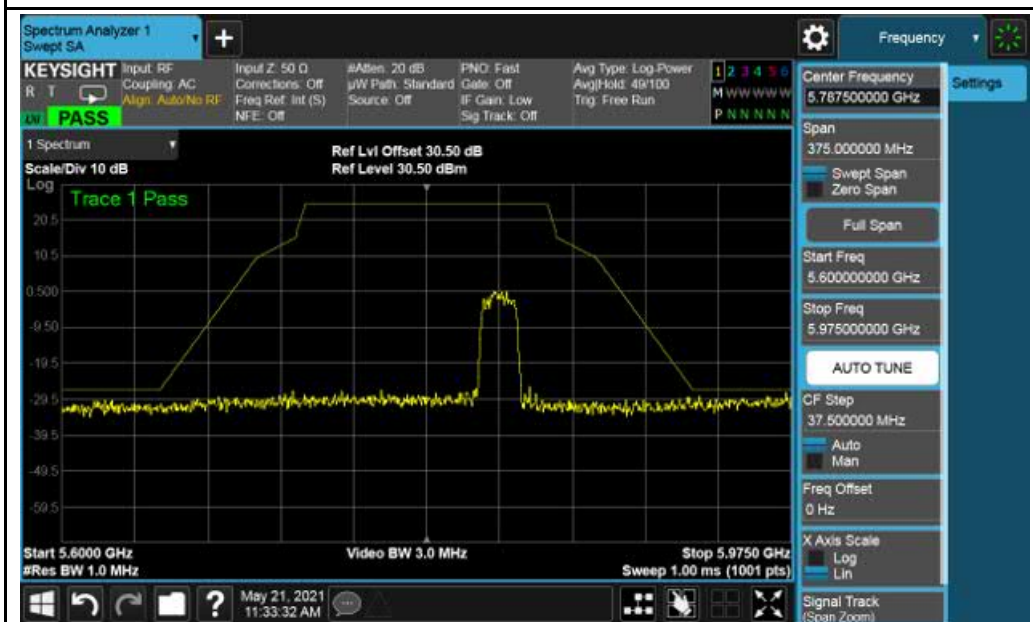 Spectrum Analyzer 1
Swept SA
+
Frequency
KEYSIGHT
R T
PASS
Input: RF
Coupling: AC
Align: Auto/No RF
Input Z: 50 Ω
Corrections: Off
Freq Ref: Int (S)
NFE: Off
#Atten: 20 dB
µW Path: Standard
Source: Off
PNO: Fast
Gate: Off
IF Gain: Low
Sig Track: Off
Avg Type: Log-Power
Avg|Hold: 49/100
Trig: Free Run
1 2 3 4 5 6
M W W W W W W
P N N N N N
1 Spectrum
Scale/Div 10 dB
Log
Ref Lvl Offset 30.50 dB
Ref Level 30.50 dBm
Trace 1 Pass
20.5
10.5
0.500
-9.50
-19.5
-29.5
-39.5
-49.5
-59.5
Start 5.6000 GHz
#Res BW 1.0 MHz
Video BW 3.0 MHz
Stop 5.9750 GHz
Sweep 1.00 ms (1001 pts)
Center Frequency
5.787500000 GHz
Settings
Span
375.000000 MHz
Swept Span
Zero Span
Full Span
Start Freq
5.600000000 GHz
Stop Freq
5.975000000 GHz
AUTO TUNE
CF Step
37.500000 MHz
Auto
Man
Freq Offset
0 Hz
X Axis Scale
Log
Lin
Signal Track
(Span Zoom)
?
May 21, 2021
11:33:32 AM